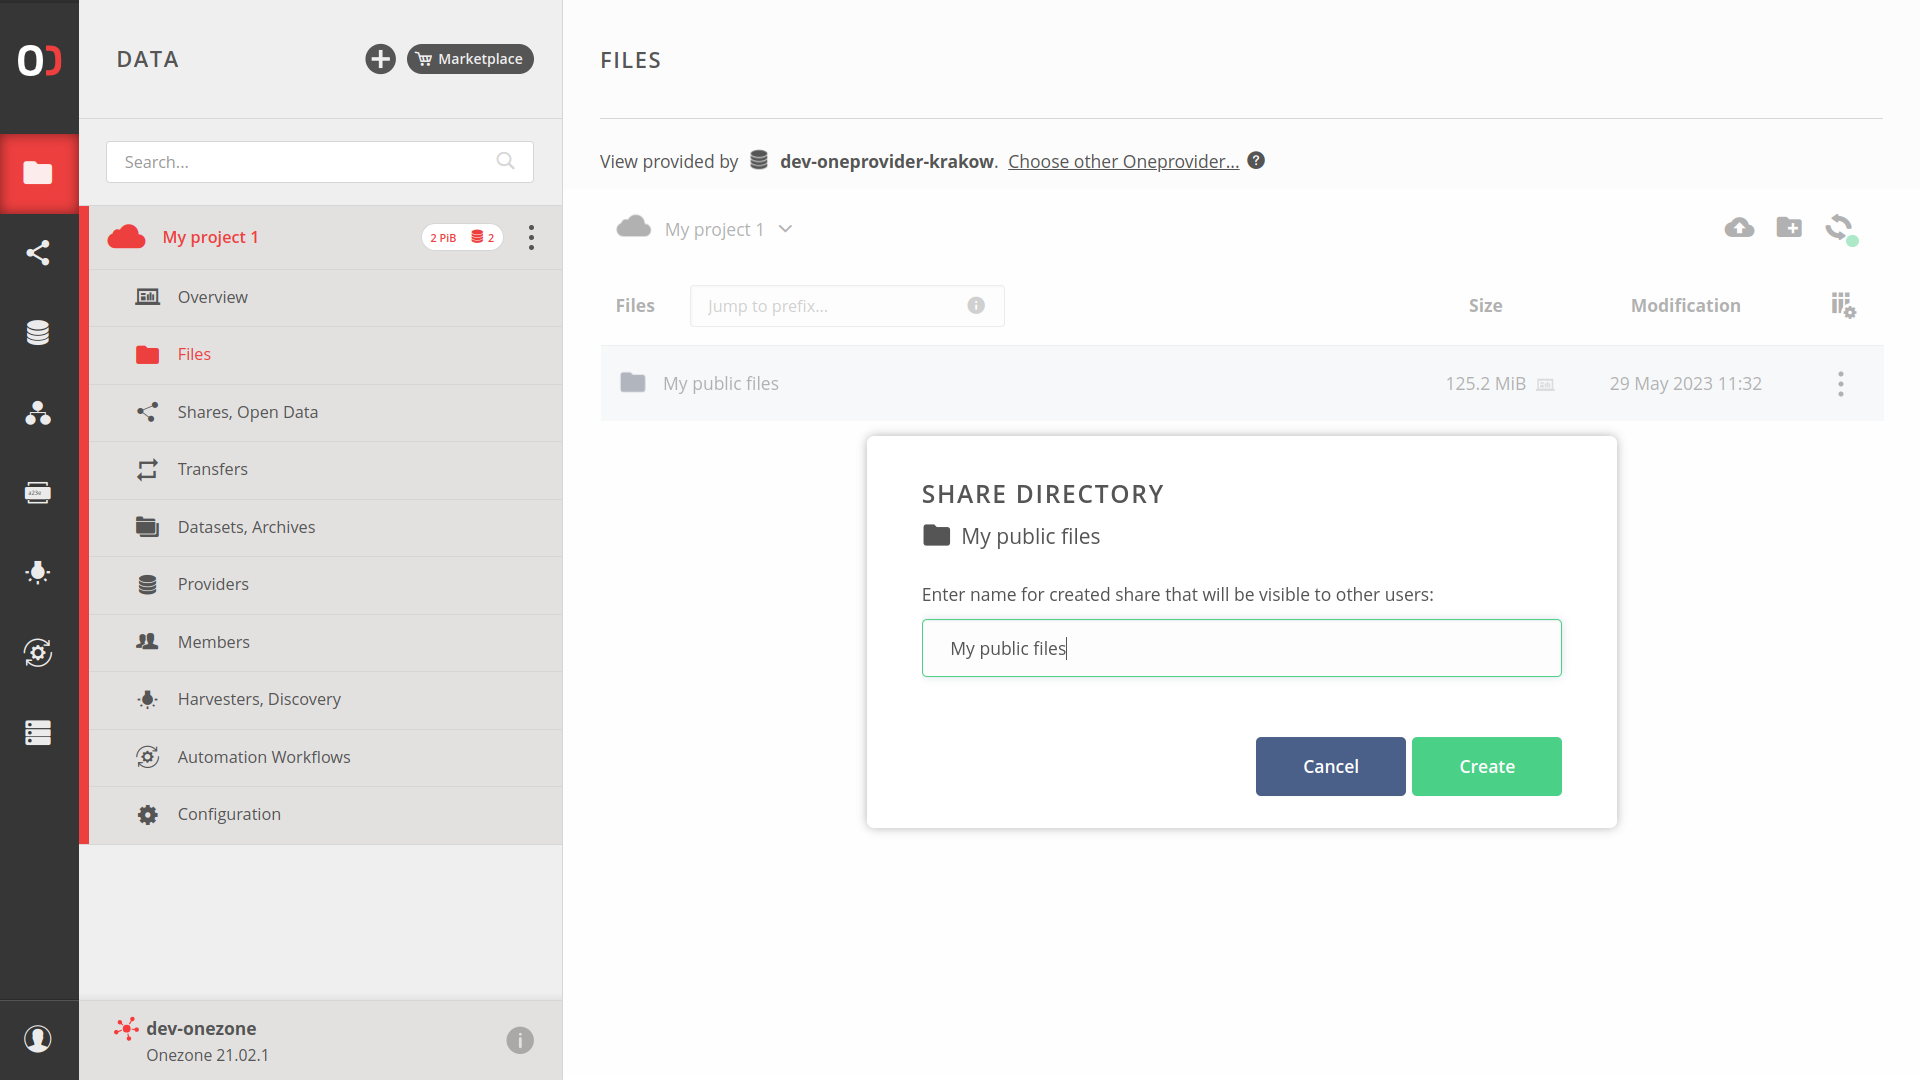 DATA
Marketplace
Search...
My project 1
2 PiB
2
Overview
Files
Shares, Open Data
Transfers
Datasets, Archives
Providers
Members
Harvesters, Discovery
Automation Workflows
Configuration
dev-onezone
Onezone 21.02.1
FILES
View provided by dev-oneprovider-krakow. Choose other Oneprovider...
My project 1
Files
Jump to prefix...
Size
Modification
My public files
125.2 MiB
29 May 2023 11:32
SHARE DIRECTORY
My public files
Enter name for created share that will be visible to other users:
My public files
Cancel
Create